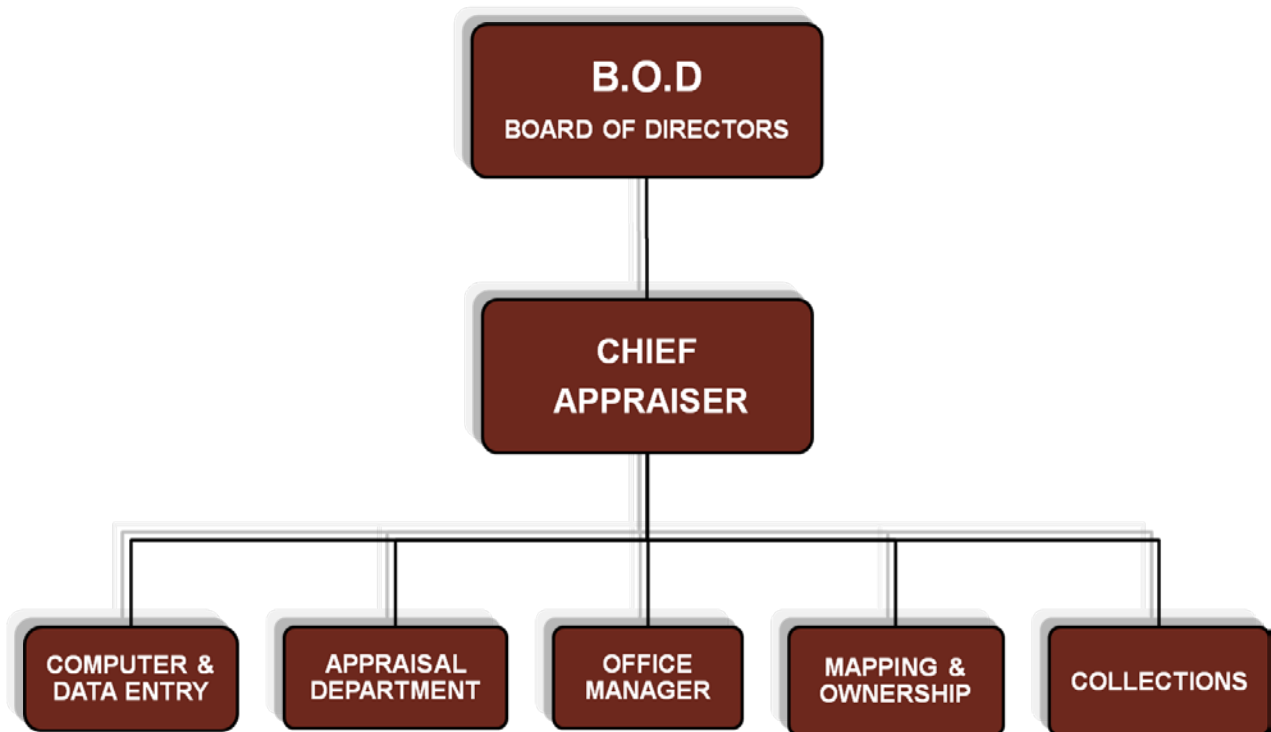 B.O.D
BOARD OF DIRECTORS
CHIEF
APPRAISER
COMPUTER &
DATA ENTRY
APPRAISAL
DEPARTMENT
OFFICE
MANAGER
MAPPING &
OWNERSHIP
COLLECTIONS